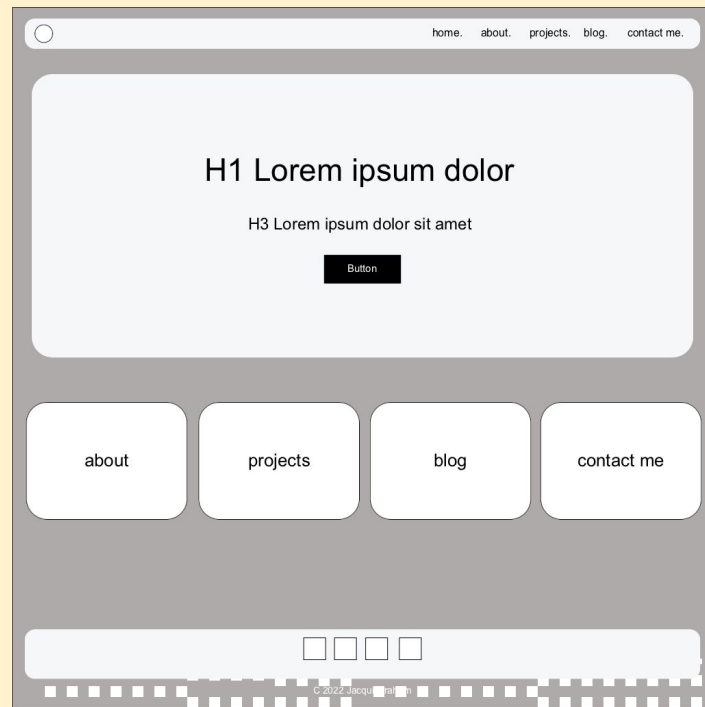 home. about. projects. blog. contact me.
H1 Lorem ipsum dolor
H3 Lorem ipsum dolor sit amet
Button
about projects blog contact me
C 2022 Jacqui